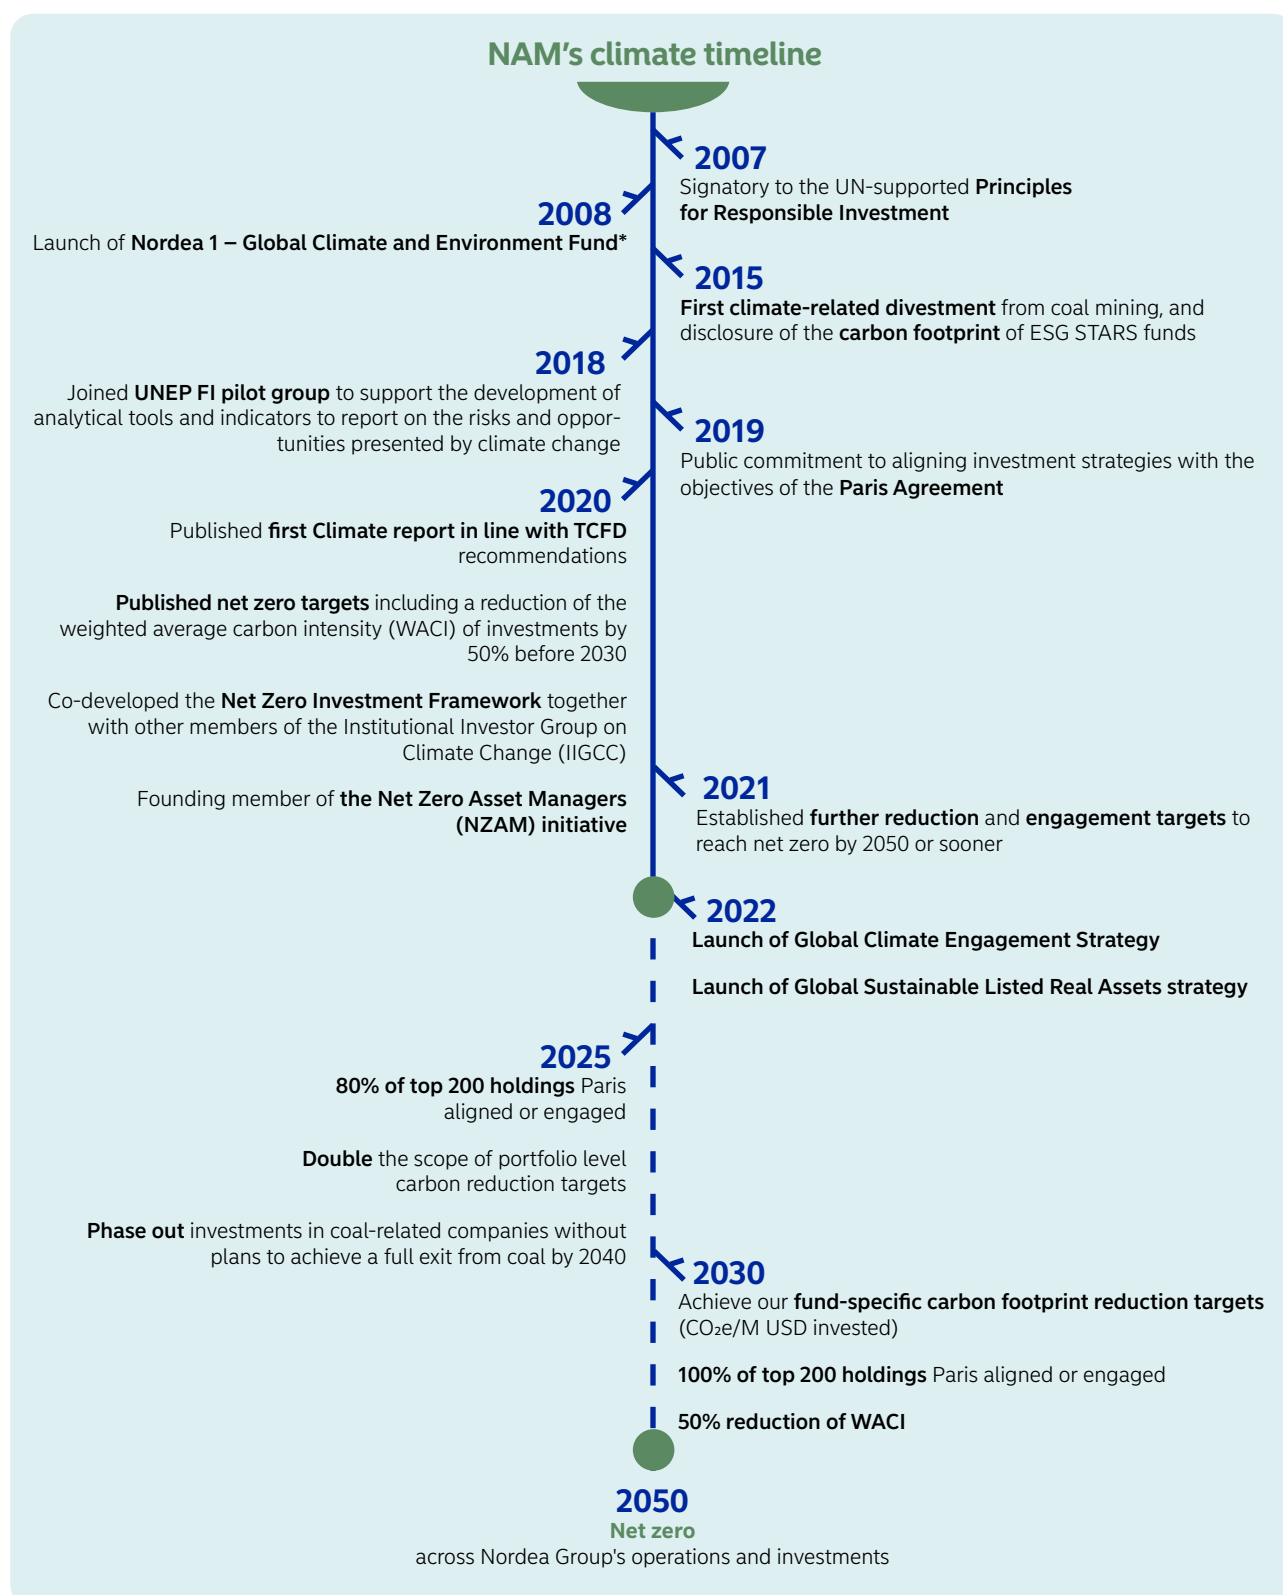 NAM's climate timeline
2007
Signatory to the UN-supported Principles
for Responsible Investment
2008
Launch of Nordea 1 – Global Climate and Environment Fund*
2015
First climate-related divestment from coal mining, and
disclosure of the carbon footprint of ESG STARS funds
2018
Joined UNEP FI pilot group to support the development of
analytical tools and indicators to report on the risks and oppor-
tunities presented by climate change
2019
Public commitment to aligning investment strategies with the
objectives of the Paris Agreement
2020
Published first Climate report in line with TCFD
recommendations
Published net zero targets including a reduction of the
weighted average carbon intensity (WACI) of investments by
50% before 2030
Co-developed the Net Zero Investment Framework together
with other members of the Institutional Investor Group on
Climate Change (IIGCC)
Founding member of the Net Zero Asset Managers
(NZAM) initiative
2021
Established further reduction and engagement targets to
reach net zero by 2050 or sooner
2022
Launch of Global Climate Engagement Strategy
Launch of Global Sustainable Listed Real Assets strategy
2025
80% of top 200 holdings Paris
aligned or engaged
Double the scope of portfolio level
carbon reduction targets
Phase out investments in coal-related companies without
plans to achieve a full exit from coal by 2040
2030
Achieve our fund-specific carbon footprint reduction targets
(CO₂e/M USD invested)
100% of top 200 holdings Paris aligned or engaged
50% reduction of WACI
2050
Net zero
across Nordea Group's operations and investments